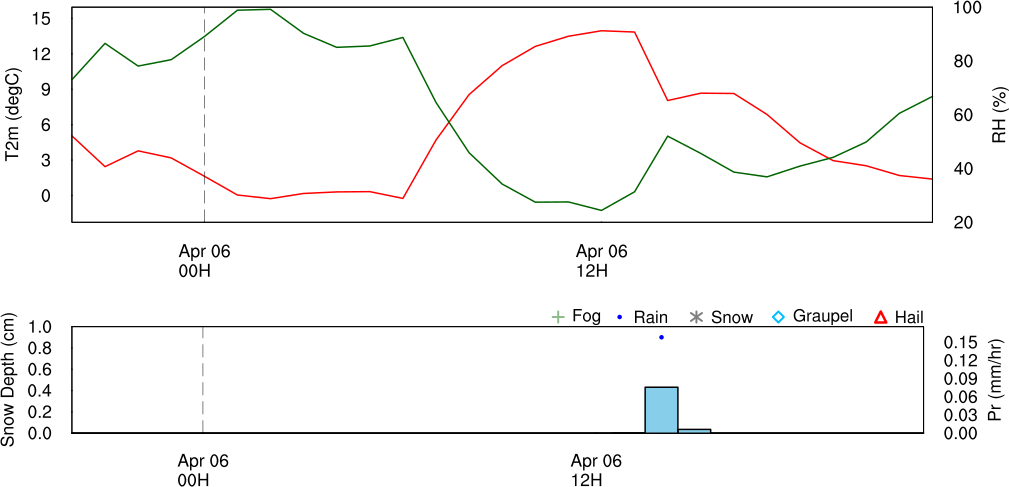 T2m (degC)
15
12
9
6
3
0
100
80
60
40
20
RH (%)
Apr 06
00H
Apr 06
12H
Fog Rain Snow Graupel Hail
Snow Depth (cm)
1.0
0.8
0.6
0.4
0.2
0.0
0.15
0.12
0.09
0.06
0.03
0.00
Pr (mm/hr)
Apr 06
00H
Apr 06
12H